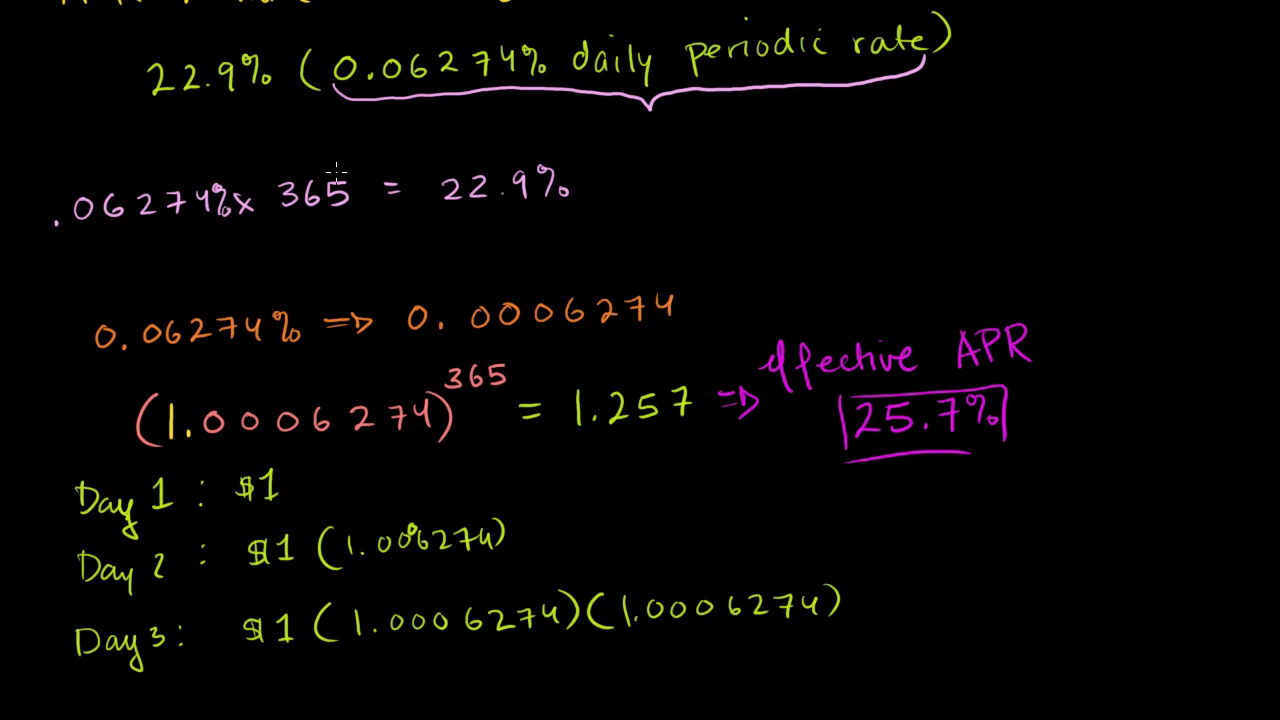 22.9% (0.06274% daily periodic rate)
.06274% x 365 = 22.9%
0.06274% ⇒ 0.0006274
(1.0006274)^365 = 1.257 ⇒ effective APR
25.7%
Day 1 : $1
Day 2 : $1 (1.0006274)
Day 3: $1 (1.0006274)(1.0006274)